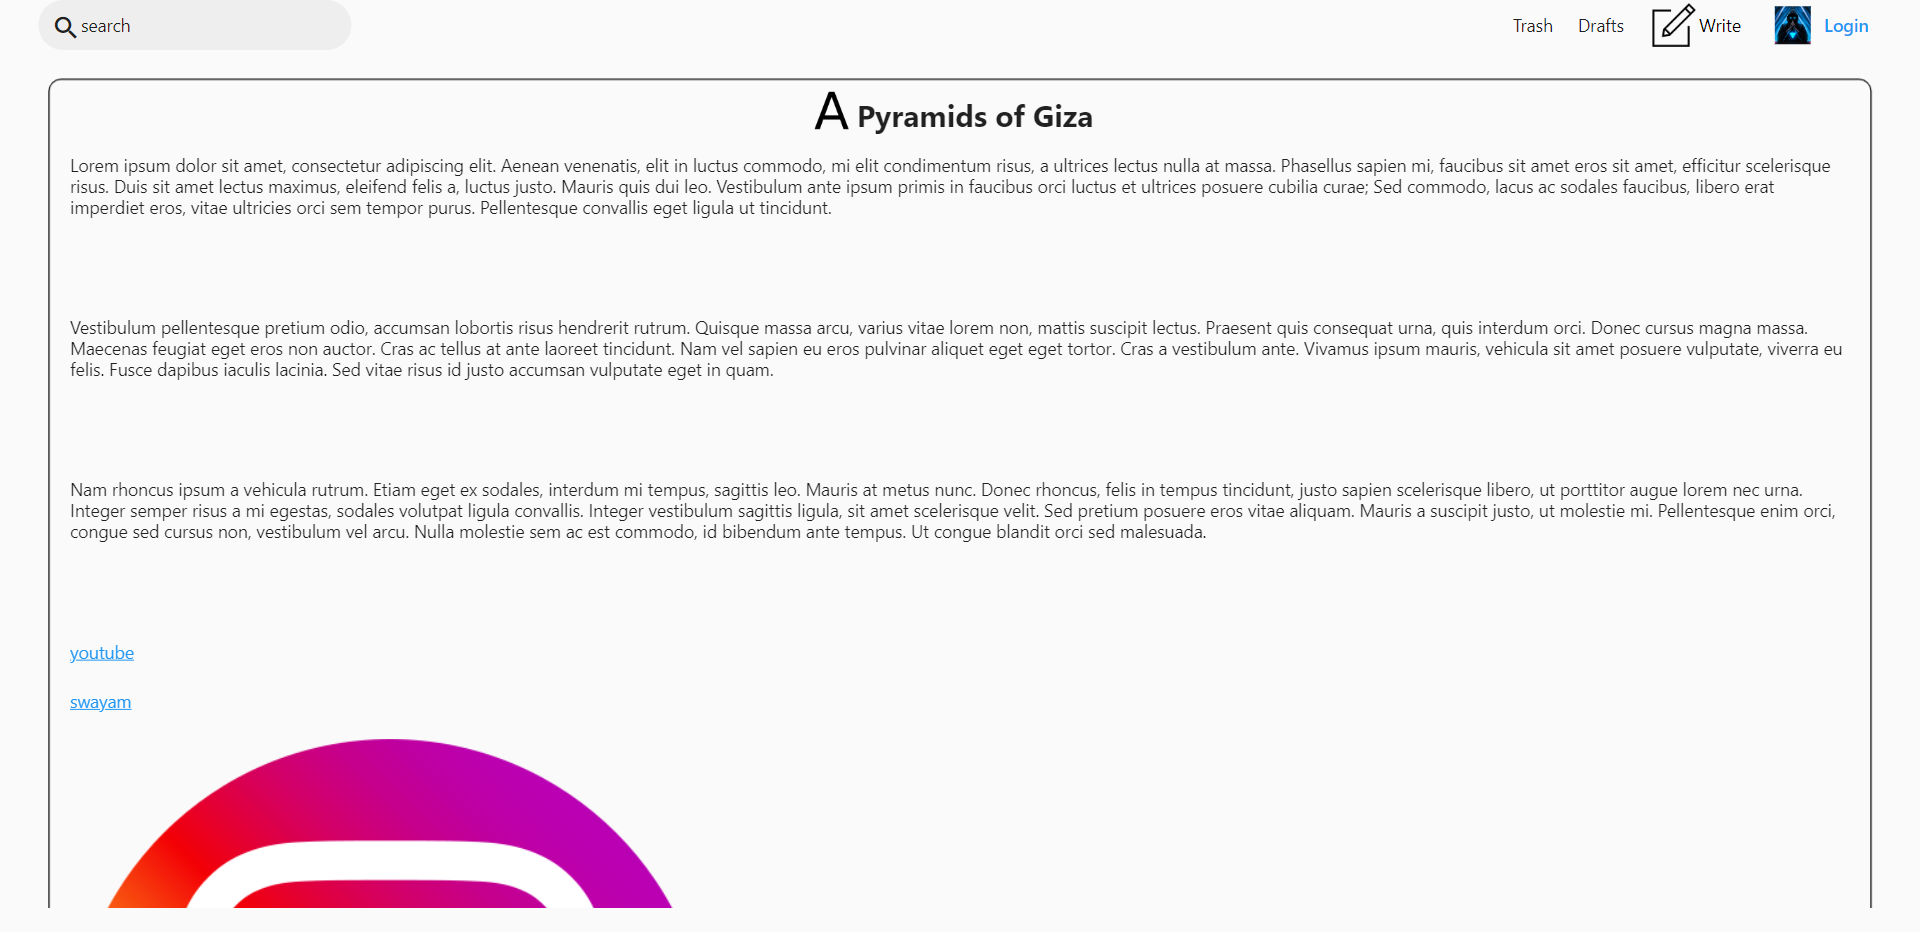 search
Trash Drafts Write Login
A Pyramids of Giza
Lorem ipsum dolor sit amet, consectetur adipiscing elit. Aenean venenatis, elit in luctus commodo, mi elit condimentum risus, a ultrices lectus nulla at massa. Phasellus sapien mi, faucibus sit amet eros sit amet, efficitur scelerisque
risus. Duis sit amet lectus maximus, eleifend felis a, luctus justo. Mauris quis dui leo. Vestibulum ante ipsum primis in faucibus orci luctus et ultrices posuere cubilia curae; Sed commodo, lacus ac sodales faucibus, libero erat
imperdiet eros, vitae ultricies orci sem tempor purus. Pellentesque convallis eget ligula ut tincidunt.
Vestibulum pellentesque pretium odio, accumsan lobortis risus hendrerit rutrum. Quisque massa arcu, varius vitae lorem non, mattis suscipit lectus. Praesent quis consequat urna, quis interdum orci. Donec cursus magna massa.
Maecenas feugiat eget eros non auctor. Cras ac tellus at ante laoreet tincidunt. Nam vel sapien eu eros pulvinar aliquet eget eget tortor. Cras a vestibulum ante. Vivamus ipsum mauris, vehicula sit amet posuere vulputate, viverra eu
felis. Fusce dapibus iaculis lacinia. Sed vitae risus id justo accumsan vulputate eget in quam.
Nam rhoncus ipsum a vehicula rutrum. Etiam eget ex sodales, interdum mi tempus, sagittis leo. Mauris at metus nunc. Donec rhoncus, felis in tempus tincidunt, justo sapien scelerisque libero, ut porttitor augue lorem nec urna.
Integer semper risus a mi egestas, sodales volutpat ligula convallis. Integer vestibulum sagittis ligula, sit amet scelerisque velit. Sed pretium posuere eros vitae aliquam. Mauris a suscipit justo, ut molestie mi. Pellentesque enim orci,
congue sed cursus non, vestibulum vel arcu. Nulla molestie sem ac est commodo, id bibendum ante tempus. Ut congue blandit orci sed malesuada.
youtube
swayam